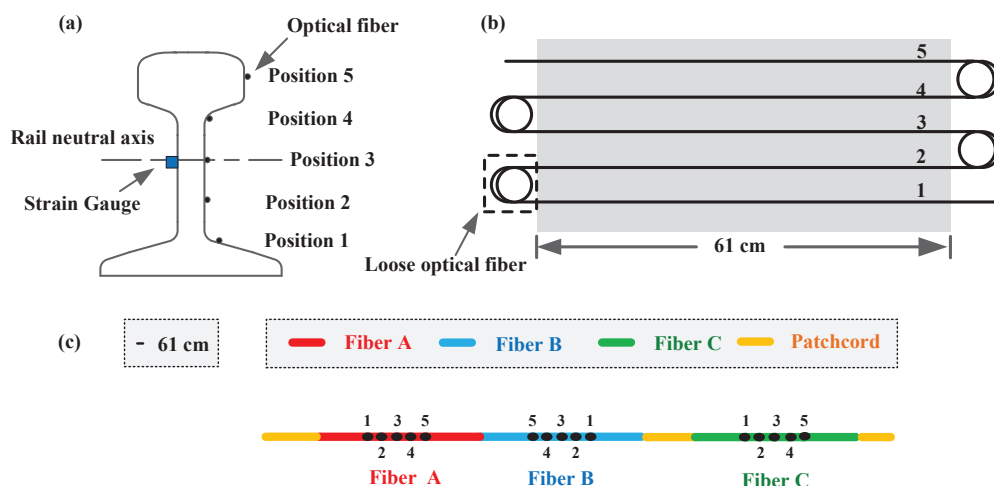 (a)
Optical fiber
Position 5
Position 4
Rail neutral axis
Position 3
Strain Gauge
Position 2
Position 1
(b)
5
4
3
2
1
61 cm
Loose optical fiber
(c)
61 cm
Fiber A
Fiber B
Fiber C
Patchcord
1 3 5
2 4
Fiber A
5 3 1
4 2
Fiber B
1 3 5
2 4
Fiber C